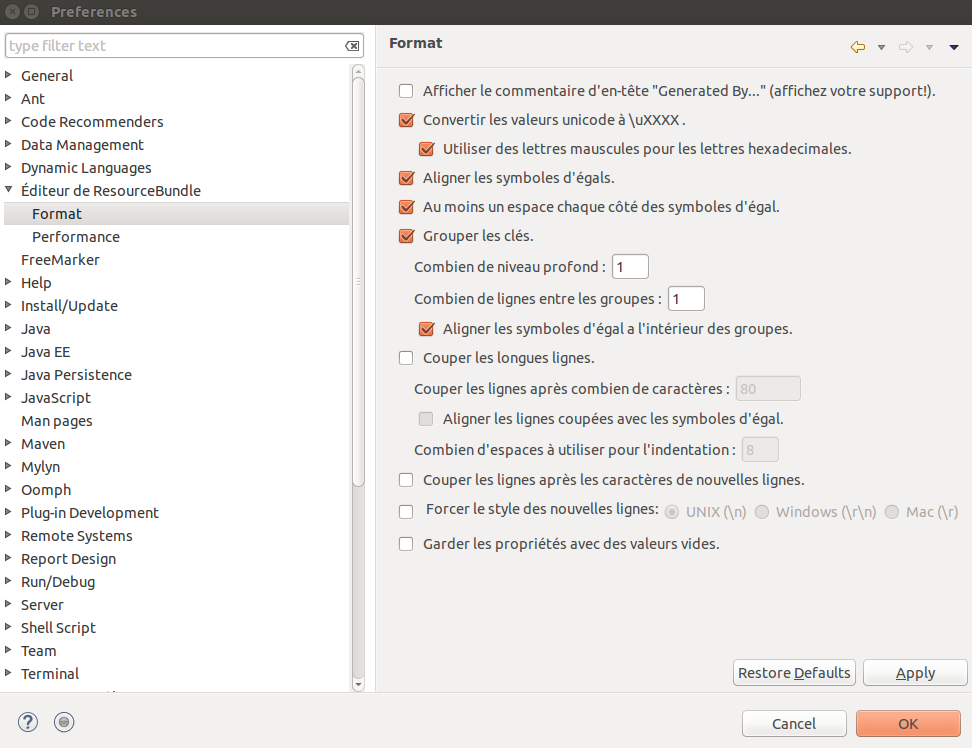 Preferences
type filter text
General
Ant
Code Recommenders
Data Management
Dynamic Languages
Éditeur de ResourceBundle
Format
Performance
FreeMarker
Help
Install/Update
Java
Java EE
Java Persistence
JavaScript
Man pages
Maven
Mylyn
Oomph
Plug-in Development
Remote Systems
Report Design
Run/Debug
Server
Shell Script
Team
Terminal
Format
Afficher le commentaire d'en-tête "Generated By..." (affichez votre support!).
Convertir les valeurs unicode à \uXXXX .
Utiliser des lettres mauscules pour les lettres hexadecimales.
Aligner les symboles d'égals.
Au moins un espace chaque côté des symboles d'égal.
Grouper les clés.
Combien de niveau profond : 1
Combien de lignes entre les groupes : 1
Aligner les symboles d'égal a l'intérieur des groupes.
Couper les longues lignes.
Couper les lignes après combien de caractères : 80
Aligner les lignes coupées avec les symboles d'égal.
Combien d'espaces à utiliser pour l'indentation : 8
Couper les lignes après les caractères de nouvelles lignes.
Forcer le style des nouvelles lignes: UNIX (\n) Windows (\r\n) Mac (\r)
Garder les propriétés avec des valeurs vides.
Restore Defaults Apply
? Cancel OK